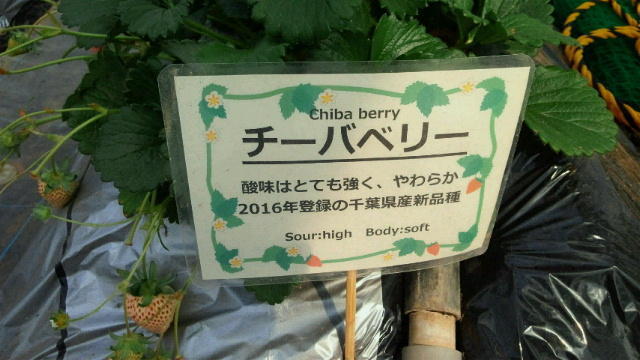 Chiba berry
チーバベリー
酸味はとても強く、やわらか
2016年登録の千葉県産新品種
Sour:high Body:soft